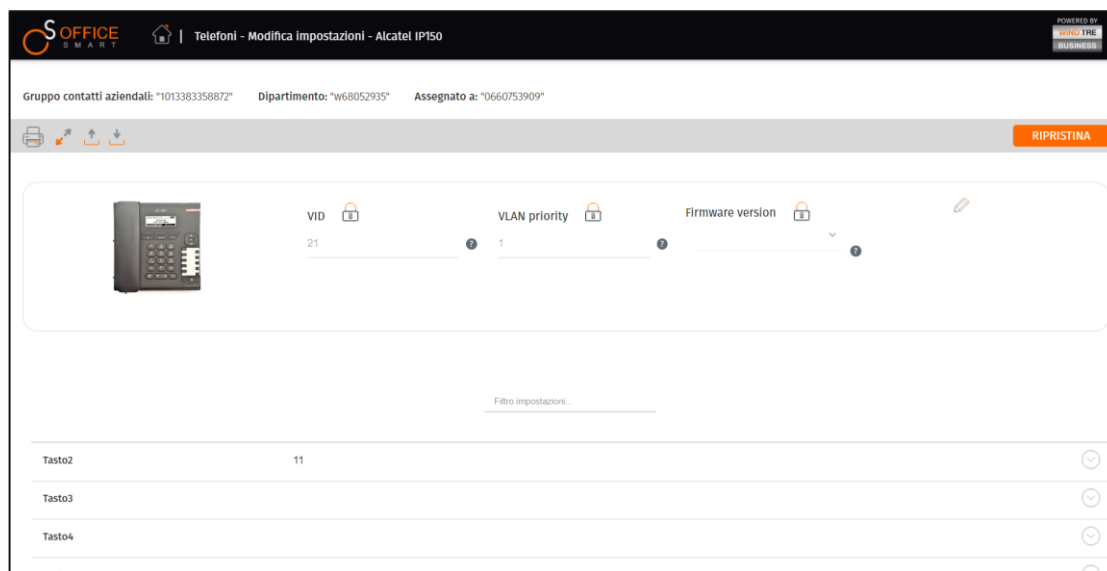 OS OFFICE
SMART
Telefoni - Modifica impostazioni - Alcatel IP150
POWERED BY
WIND TRE
BUSINESS
Gruppo contatti aziendali: "1013383358872" Dipartimento: "w68052935" Assegnato a: "0660753909"
RIPRISTINA
VID VLAN priority Firmware version
21 ? 1 ? ?
Filtro impostazioni...
Tasto2 11
Tasto3
Tasto4